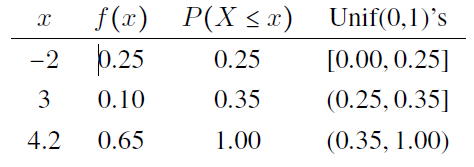 x f(x) P(X ≤ x) Unif(0,1)'s
−2 0.25 0.25 [0.00, 0.25]
3 0.10 0.35 (0.25, 0.35]
4.2 0.65 1.00 (0.35, 1.00)